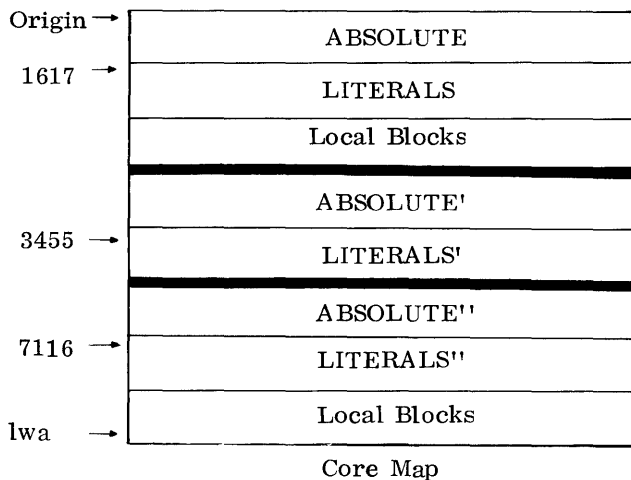 Origin →
ABSOLUTE
1617 →
LITERALS
Local Blocks
ABSOLUTE'
3455 →
LITERALS'
ABSOLUTE''
7116 →
LITERALS''
Local Blocks
lwa →
Core Map